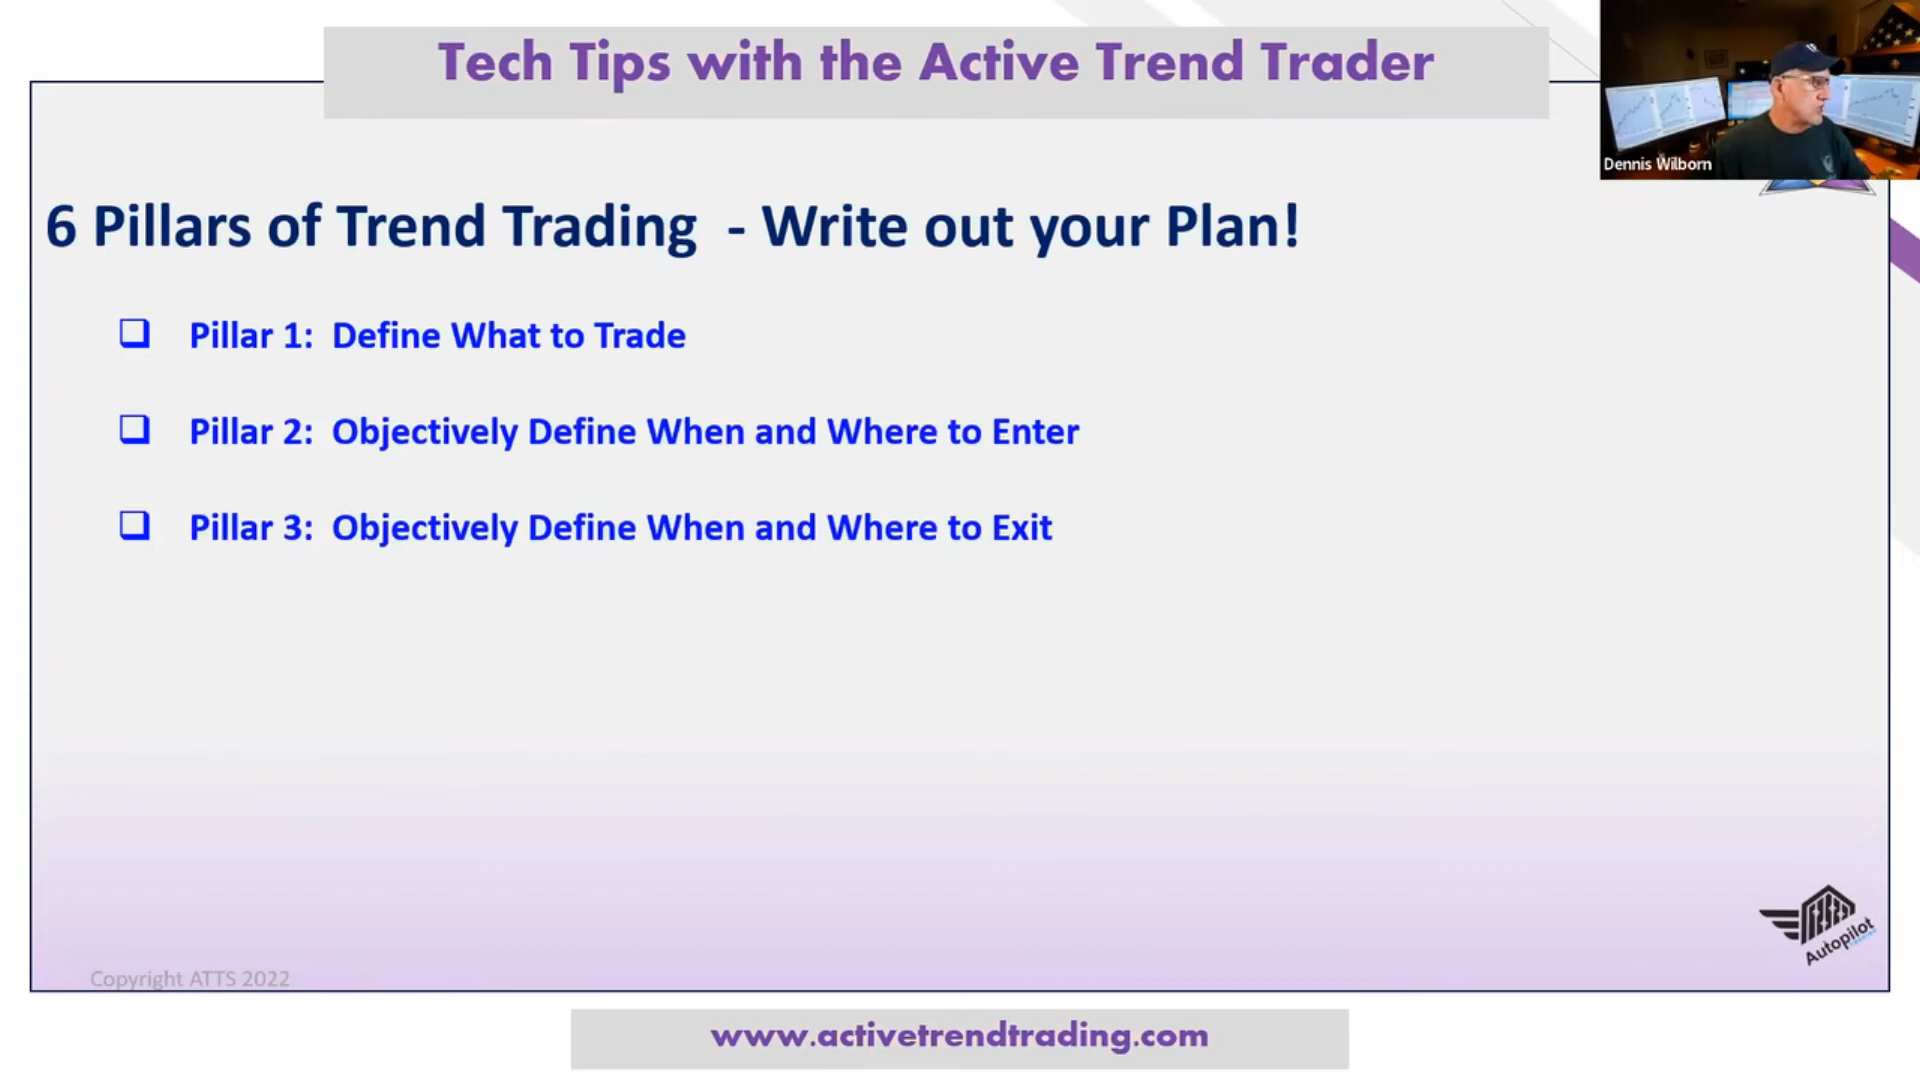 Tech Tips with the Active Trend Trader
Dennis Wilborn
6 Pillars of Trend Trading - Write out your Plan!
Pillar 1: Define What to Trade
Pillar 2: Objectively Define When and Where to Enter
Pillar 3: Objectively Define When and Where to Exit
Autopilot
Copyright ATTS 2022
www.activetrendtrading.com